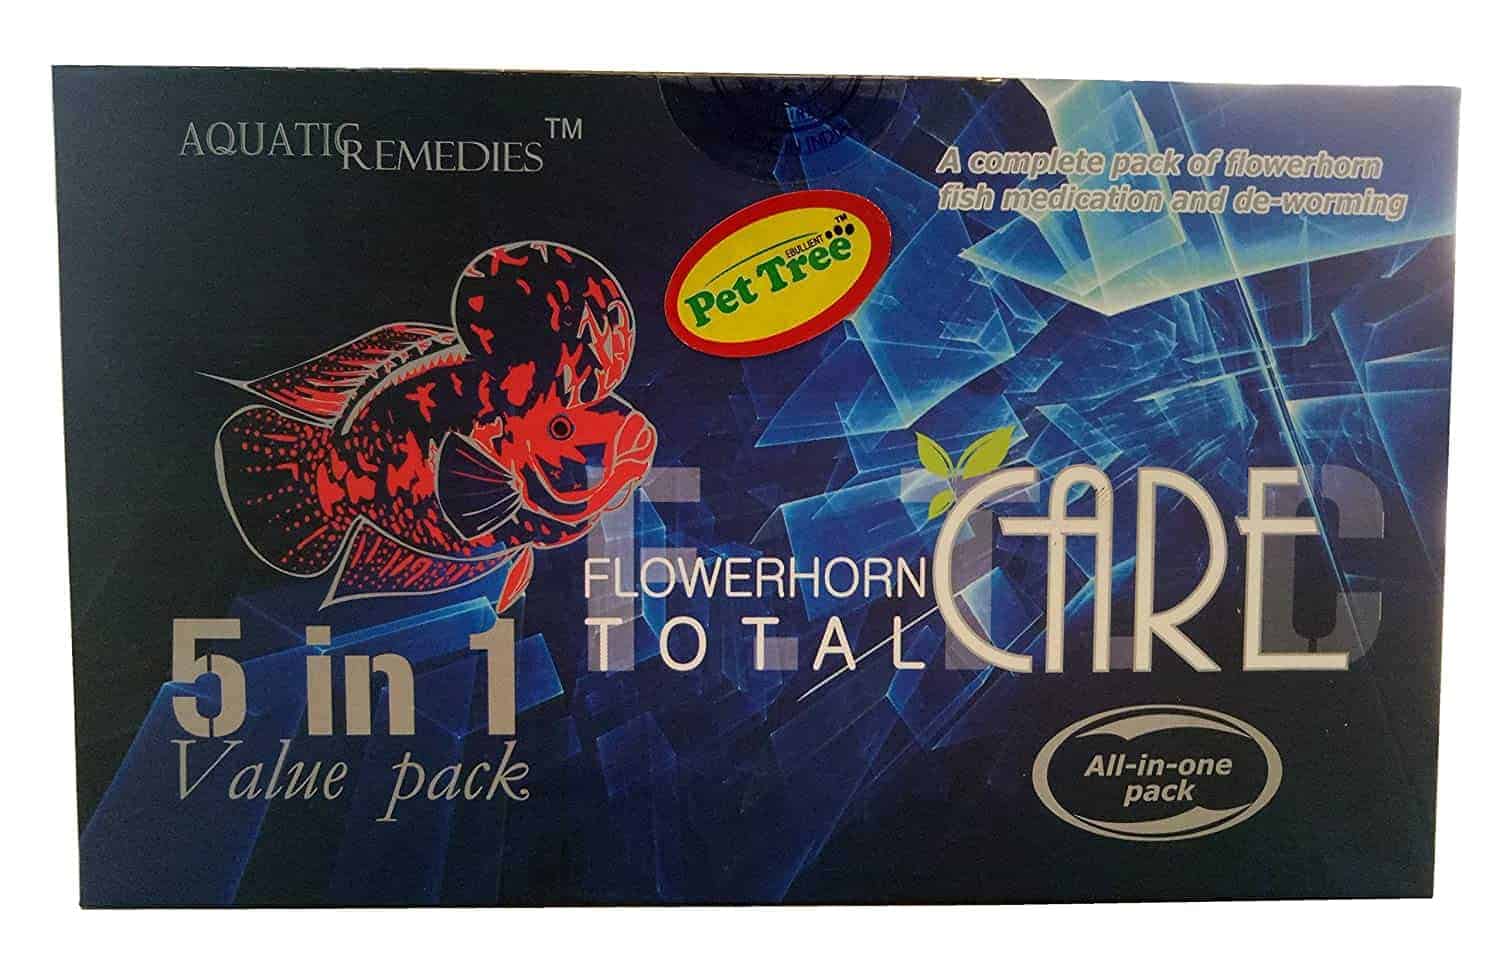 AQUATIC REMEDIES™
A complete pack of flowerhorn
fish medication and de-worming
EBULLIENT
Pet Tree™
F.T.C
FLOWERHORN
TOTAL CARE
5 in 1
Value pack
All-in-one
pack